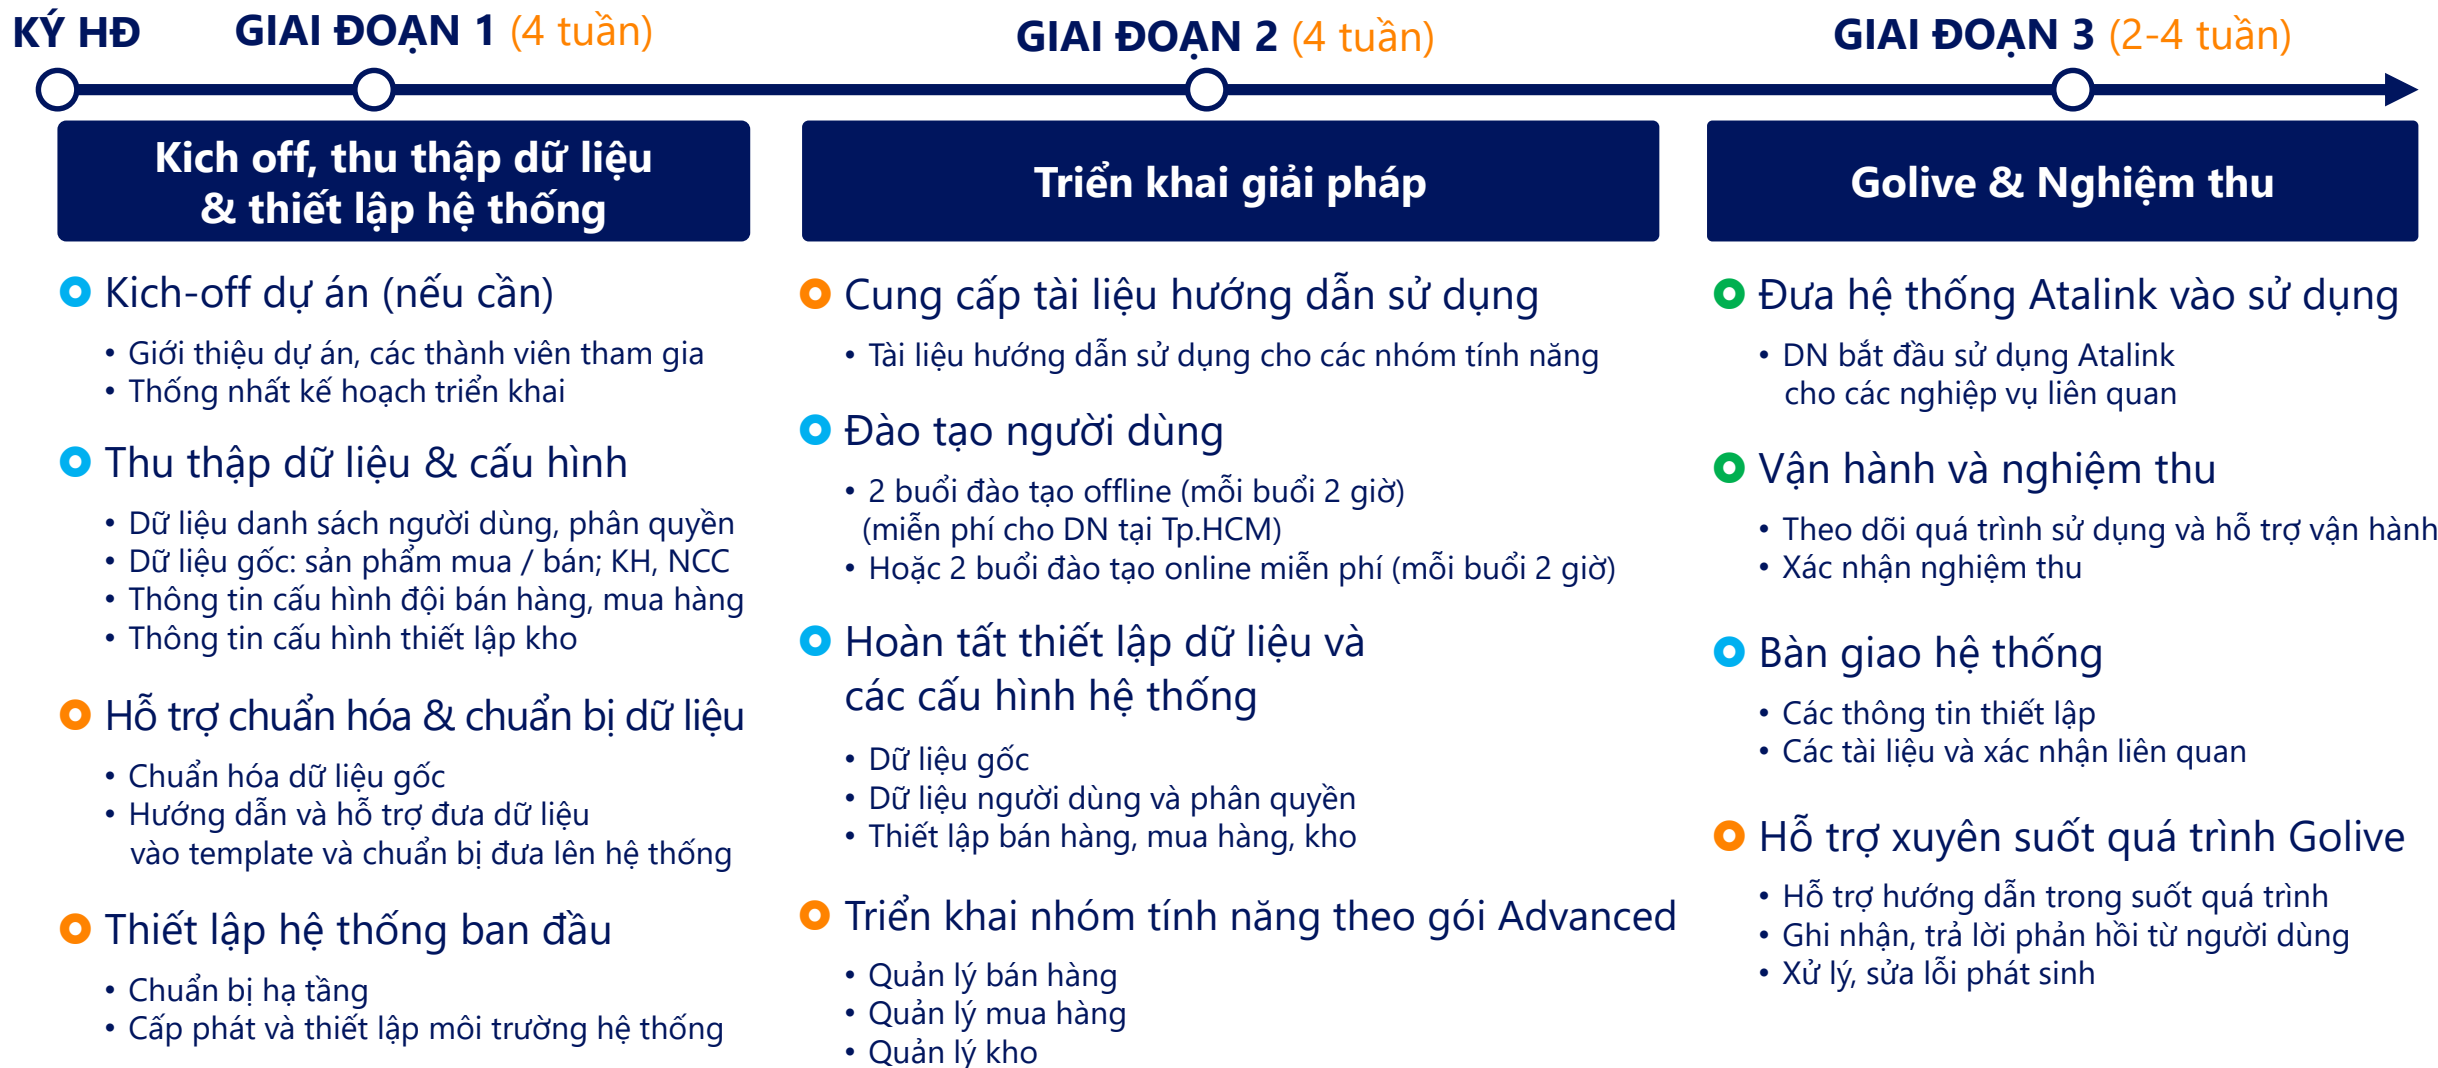 KÝ HĐ
GIAI ĐOẠN 1 (4 tuần)
GIAI ĐOẠN 2 (4 tuần)
GIAI ĐOẠN 3 (2-4 tuần)
Kich off, thu thập dữ liệu
& thiết lập hệ thống
• Kich-off dự án (nếu cần)
• Giới thiệu dự án, các thành viên tham gia
• Thống nhất kế hoạch triển khai
Thu thập dữ liệu & cấu hình
• Dữ liệu danh sách người dùng, phân quyền
• Dữ liệu gốc: sản phẩm mua / bán; KH, NCC
• Thông tin cấu hình đội bán hàng, mua hàng
• Thông tin cấu hình thiết lập kho
Hỗ trợ chuẩn hóa & chuẩn bị dữ liệu
• Chuẩn hóa dữ liệu gốc
• Hướng dẫn và hỗ trợ đưa dữ liệu
vào template và chuẩn bị đưa lên hệ thống
Thiết lập hệ thống ban đầu
• Chuẩn bị hạ tầng
• Cấp phát và thiết lập môi trường hệ thống
Triển khai giải pháp
Cung cấp tài liệu hướng dẫn sử dụng
• Tài liệu hướng dẫn sử dụng cho các nhóm tính năng
Đào tạo người dùng
• 2 buổi đào tạo offline (mỗi buổi 2 giờ)
(miễn phí cho DN tại Tp.HCM)
• Hoặc 2 buổi đào tạo online miễn phí (mỗi buổi 2 giờ)
Hoàn tất thiết lập dữ liệu và
các cấu hình hệ thống
• Dữ liệu gốc
• Dữ liệu người dùng và phân quyền
• Thiết lập bán hàng, mua hàng, kho
Triển khai nhóm tính năng theo gói Advanced
• Quản lý bán hàng
• Quản lý mua hàng
• Quản lý kho
Golive & Nghiệm thu
Đưa hệ thống Atalink vào sử dụng
• DN bắt đầu sử dụng Atalink
cho các nghiệp vụ liên quan
Vận hành và nghiệm thu
• Theo dõi quá trình sử dụng và hỗ trợ vận hành
• Xác nhận nghiệm thu
Bàn giao hệ thống
• Các thông tin thiết lập
• Các tài liệu và xác nhận liên quan
Hỗ trợ xuyên suốt quá trình Golive
• Hỗ trợ hướng dẫn trong suốt quá trình
• Ghi nhận, trả lời phản hồi từ người dùng
• Xử lý, sửa lỗi phát sinh